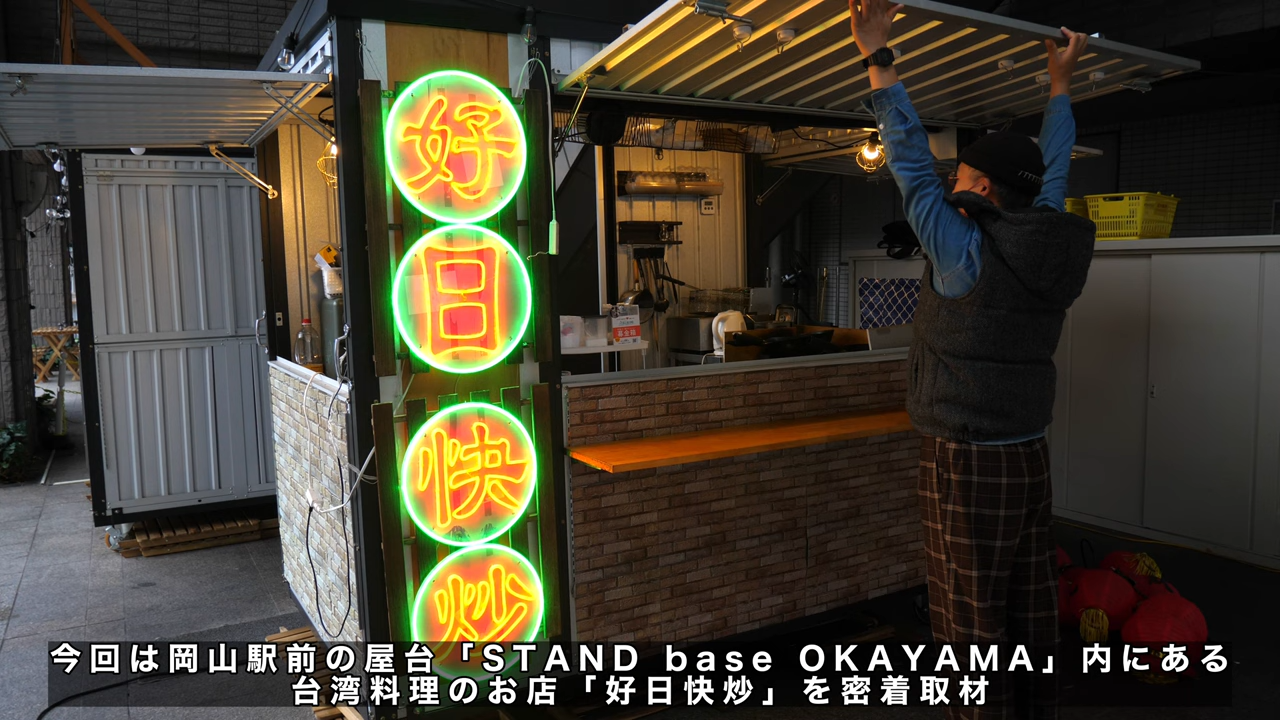 好
日
快
炒
今回は岡山駅前の屋台「STAND base OKAYAMA」内にある
台湾料理のお店「好日快炒」を密着取材